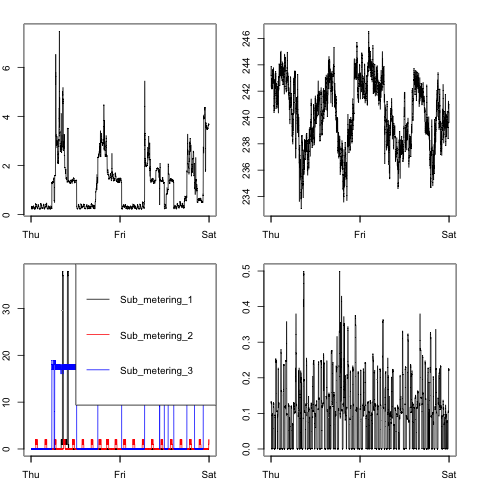 0 2 4 6
Thu Fri Sat
234 236 238 240 242 244 246
Thu Fri Sat
0 10 20 30
Sub_metering_1
Sub_metering_2
Sub_metering_3
Thu Fri Sat
0.0 0.1 0.2 0.3 0.4 0.5
Thu Fri Sat